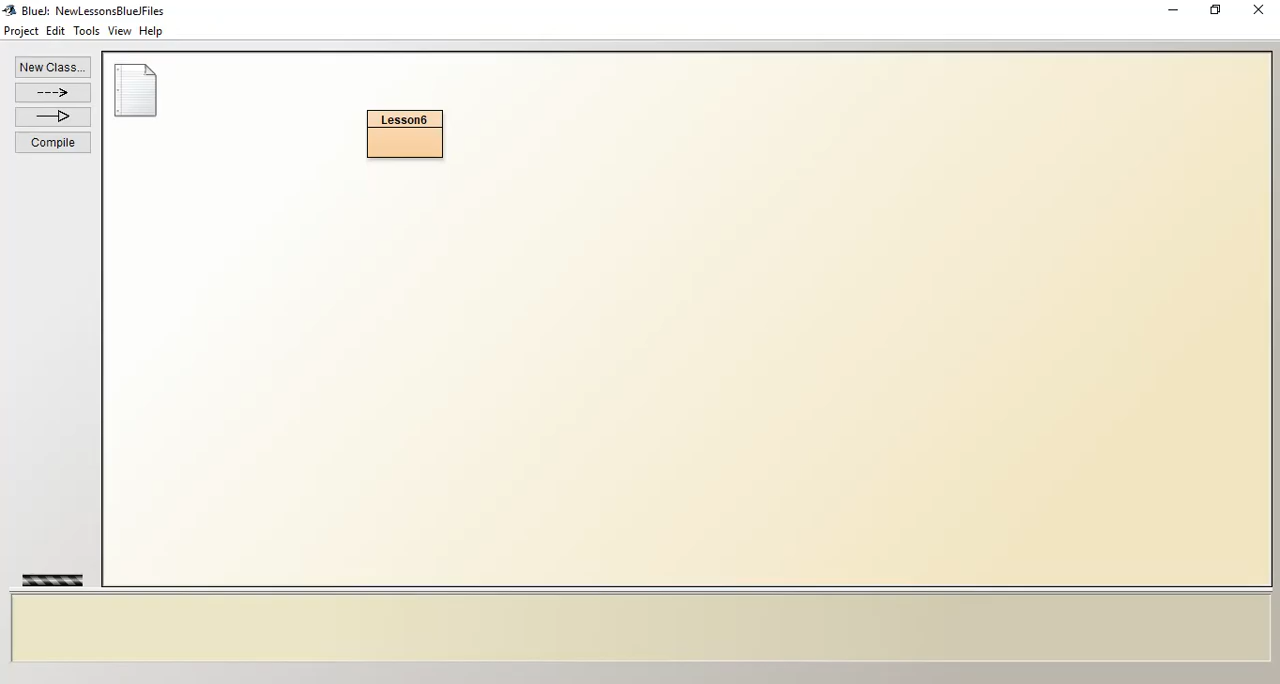 BlueJ: NewLessonsBlueJFiles
Project Edit Tools View Help
New Class...
Lesson6
Compile